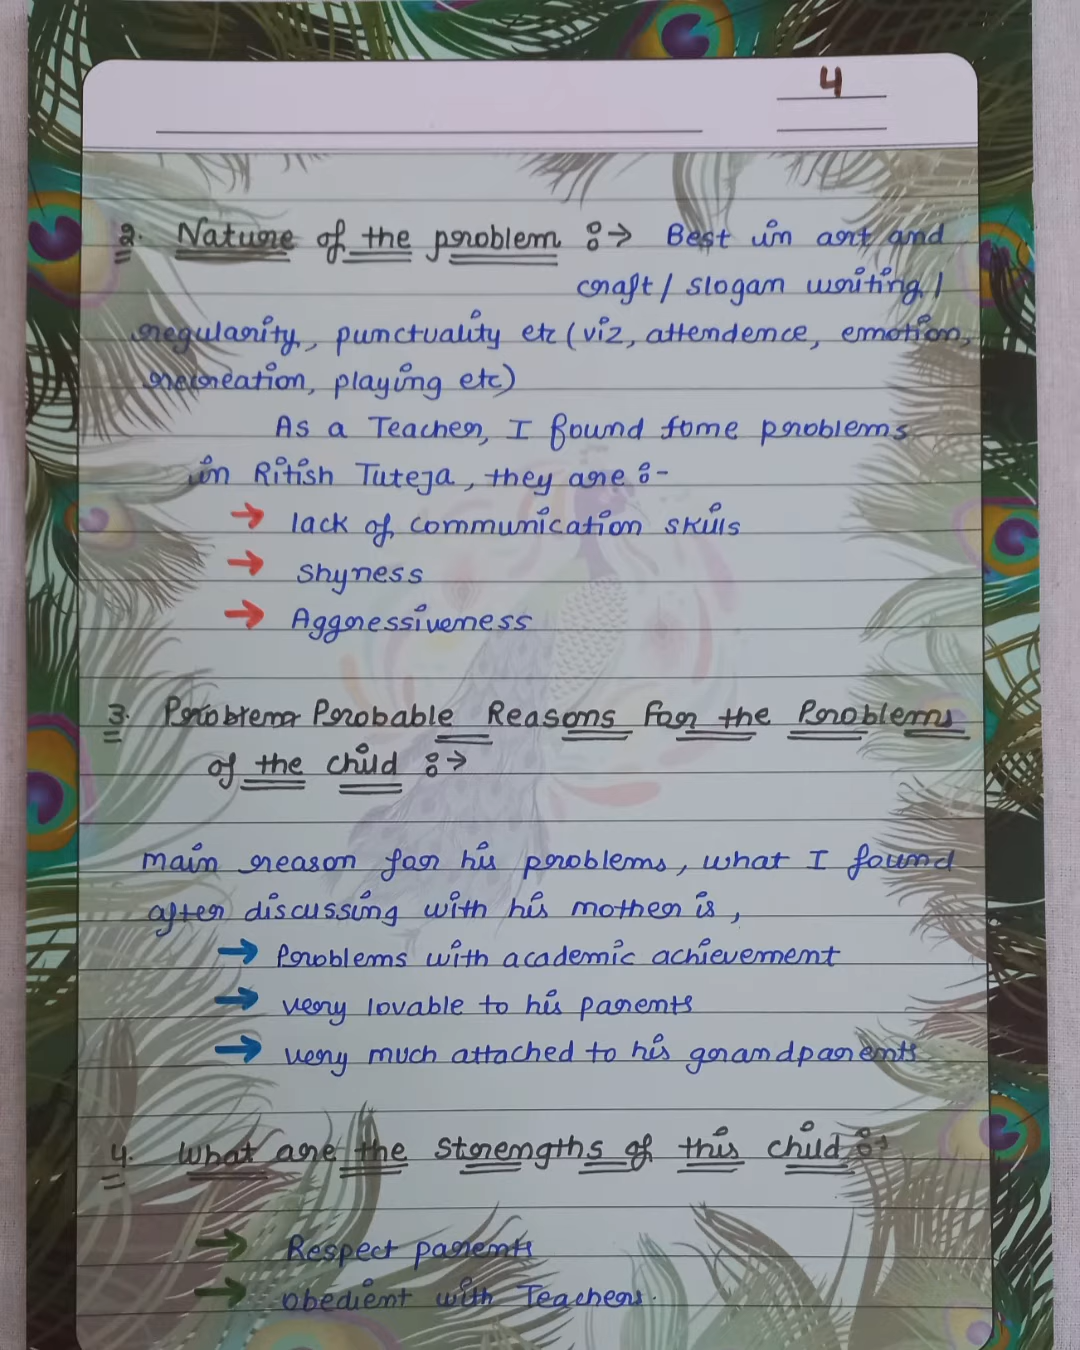 4
2. Nature of the problem :→ Best in art and
craft / slogan writing /
regularity, punctuality etc (viz, attendence, emotion,
recreation, playing etc)
As a Teacher, I found some problems
in Ritish Tuteja, they are :-
→ lack of communication skills
→ Shyness
→ Aggressiveness
3. Problem Probable Reasons For the Problems
of the child :→
main reason for his problems, what I found
after discussing with his mother is,
→ Problems with academic achievement
→ very lovable to his parents
→ very much attached to his grandparents
4. What are the Strengths of this child :→
→ Respect parents
→ obedient with Teachers.